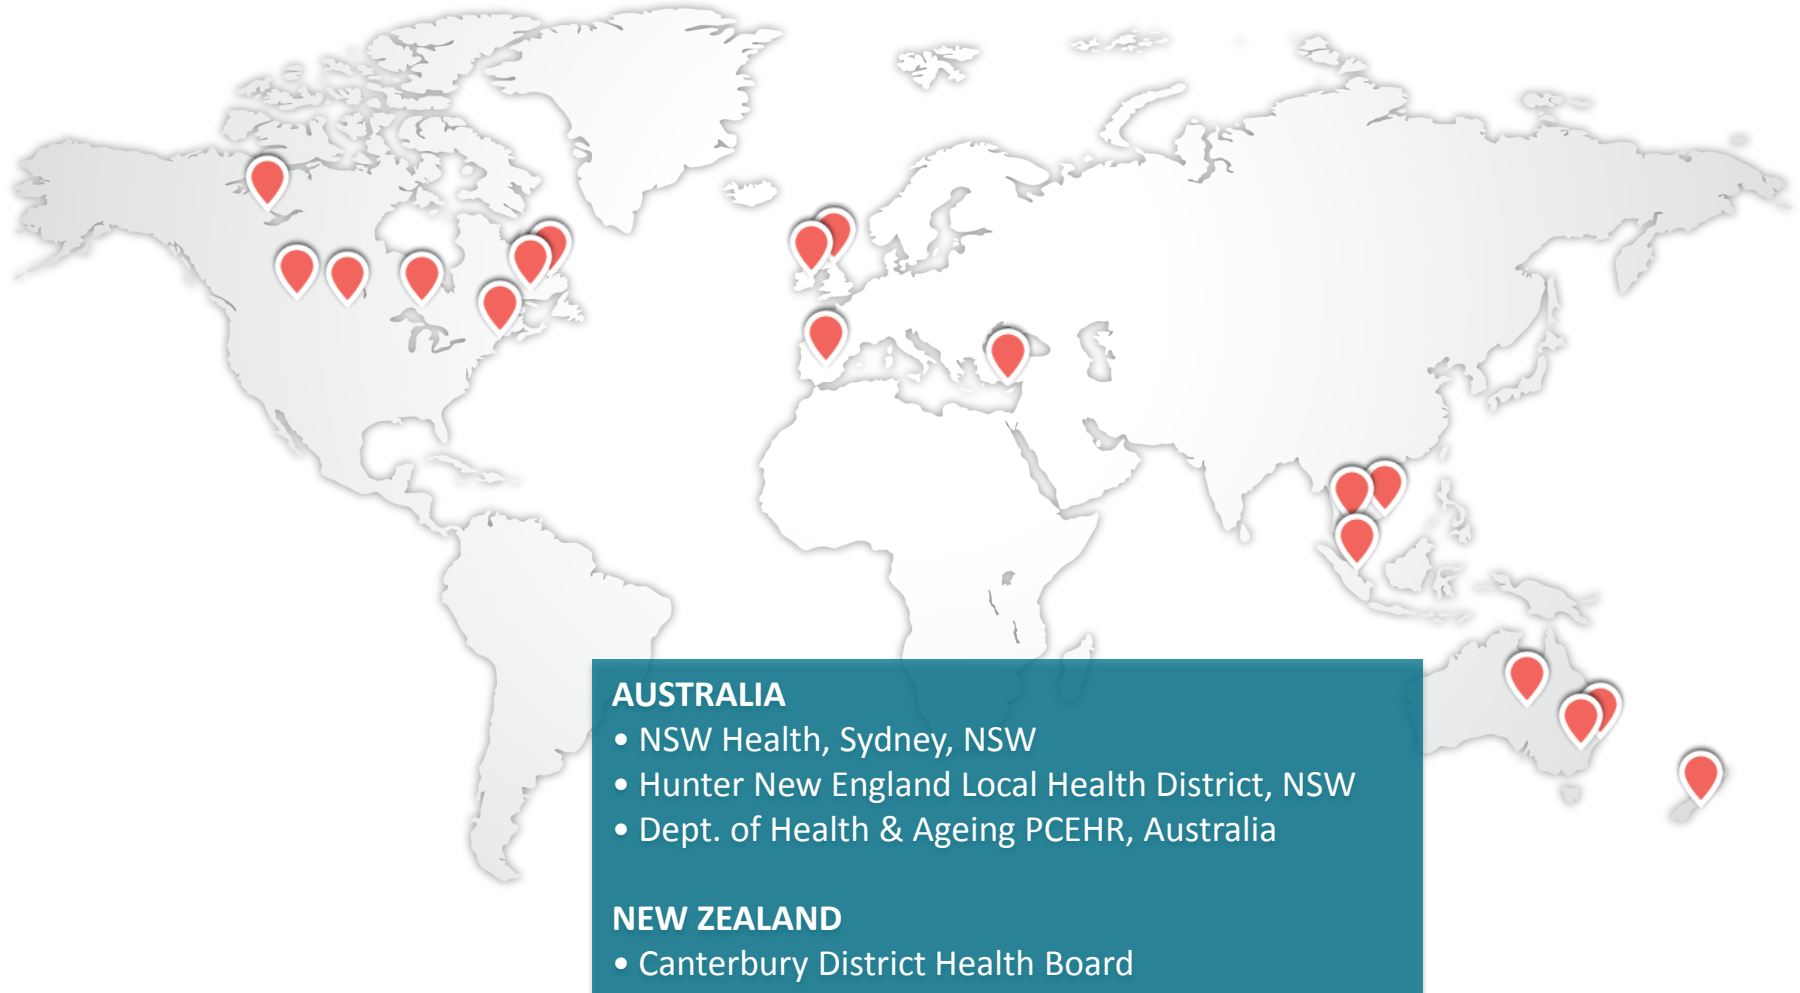 AUSTRALIA
• NSW Health, Sydney, NSW
• Hunter New England Local Health District, NSW
• Dept. of Health & Ageing PCEHR, Australia
NEW ZEALAND
• Canterbury District Health Board